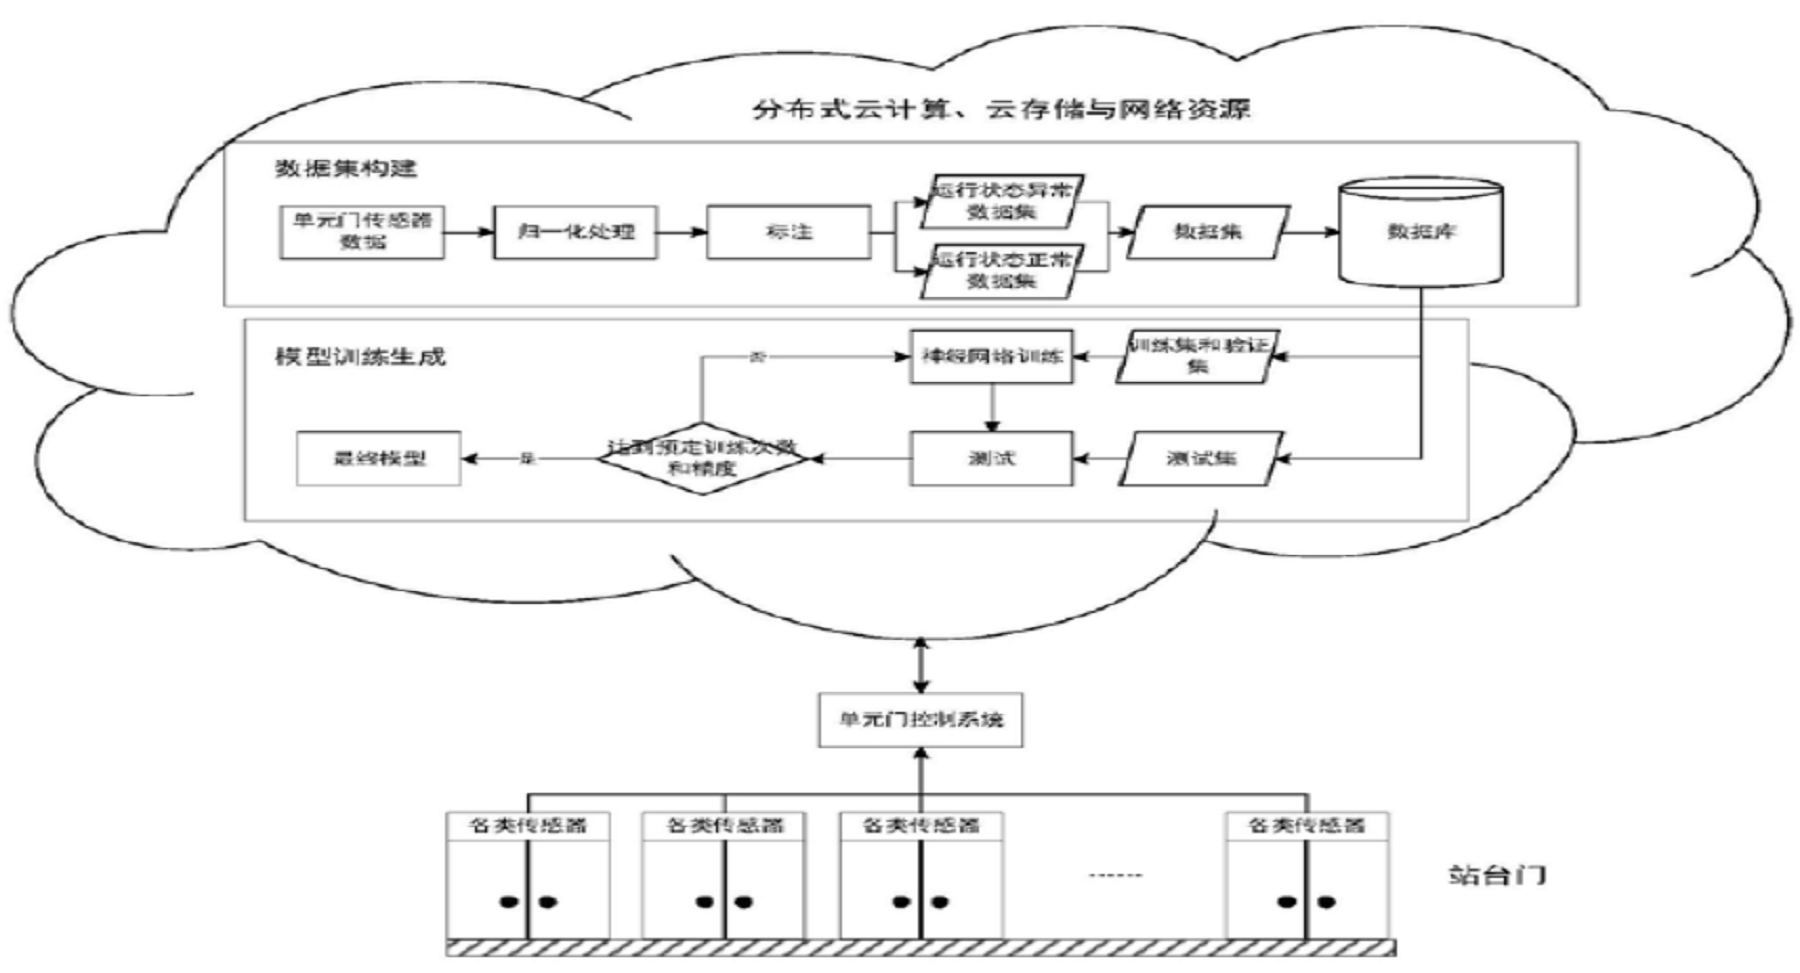 分布式云计算、云存储与网络资源
数据集构建
单元门传感器
数据
归一化处理
标注
运行状态异常
数据集
运行状态正常
数据集
数据集
数据库
模型训练生成
否
神经网络训练
训练集和验证
集
最终模型
是
达到预定训练次数
和精度
测试
测试集
单元门控制系统
各类传感器
各类传感器
各类传感器
各类传感器
......
站台门